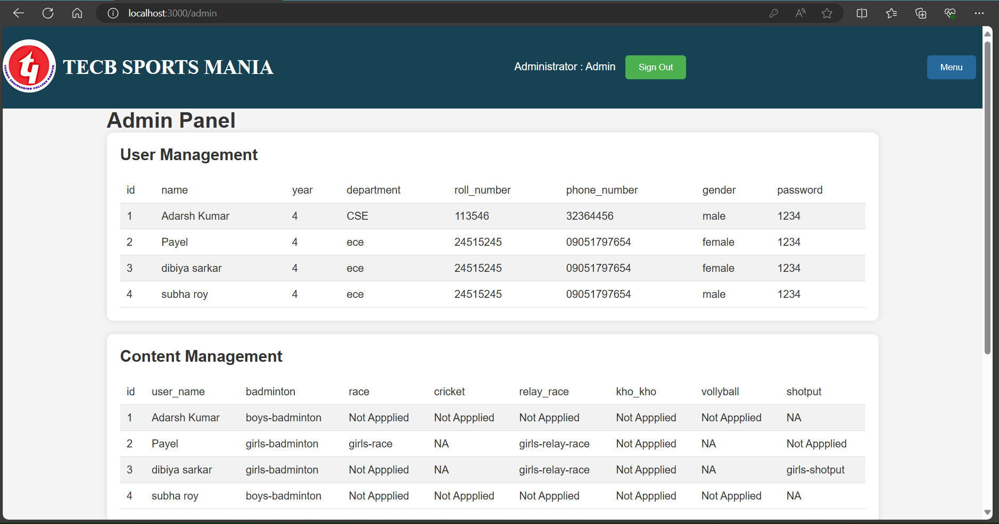 localhost:3000/admin
TECHNO ENGINEERING COLLEGE BANIPUR
TECB SPORTS MANIA
Administrator : Admin Sign Out Menu
Admin Panel
User Management
id name year department roll_number phone_number gender password
1 Adarsh Kumar 4 CSE 113546 32364456 male 1234
2 Payel 4 ece 24515245 09051797654 female 1234
3 dibiya sarkar 4 ece 24515245 09051797654 female 1234
4 subha roy 4 ece 24515245 09051797654 male 1234
Content Management
id user_name badminton race cricket relay_race kho_kho vollyball shotput
1 Adarsh Kumar boys-badminton Not Appplied Not Appplied Not Appplied Not Appplied Not Appplied NA
2 Payel girls-badminton girls-race NA girls-relay-race Not Appplied NA Not Appplied
3 dibiya sarkar girls-badminton Not Appplied NA girls-relay-race Not Appplied NA girls-shotput
4 subha roy boys-badminton Not Appplied Not Appplied Not Appplied Not Appplied Not Appplied NA